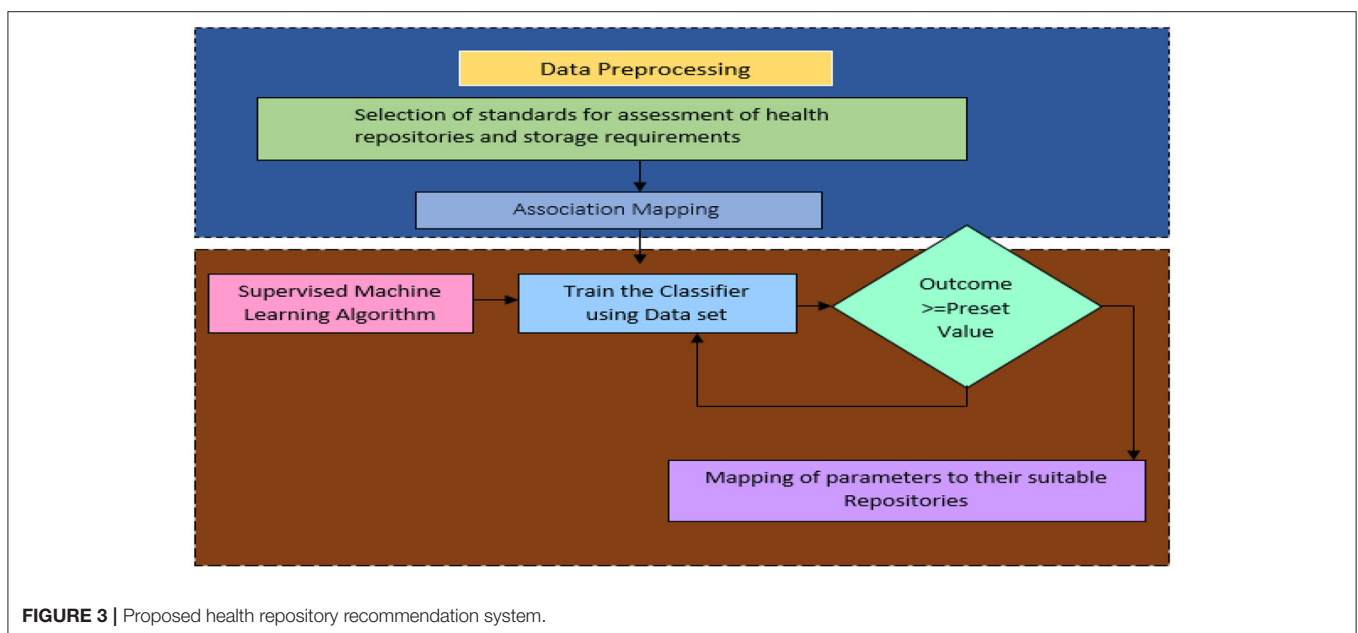 Data Preprocessing
Selection of standards for assessment of health
repositories and storage requirements
Association Mapping
Supervised Machine
Learning Algorithm
Train the Classifier
using Data set
Outcome
>=Preset
Value
Mapping of parameters to their suitable
Repositories
FIGURE 3 | Proposed health repository recommendation system.